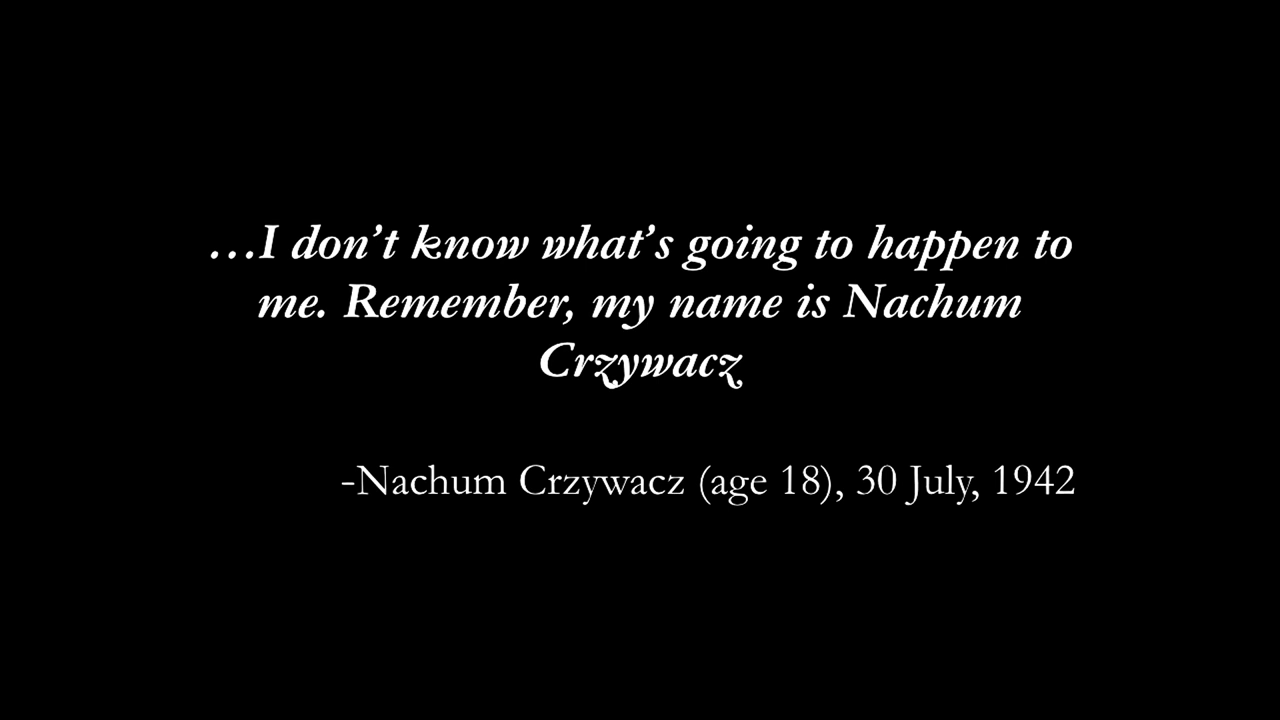 …I don’t know what’s going to happen to
me. Remember, my name is Nachum
Crzywacz
-Nachum Crzywacz (age 18), 30 July, 1942